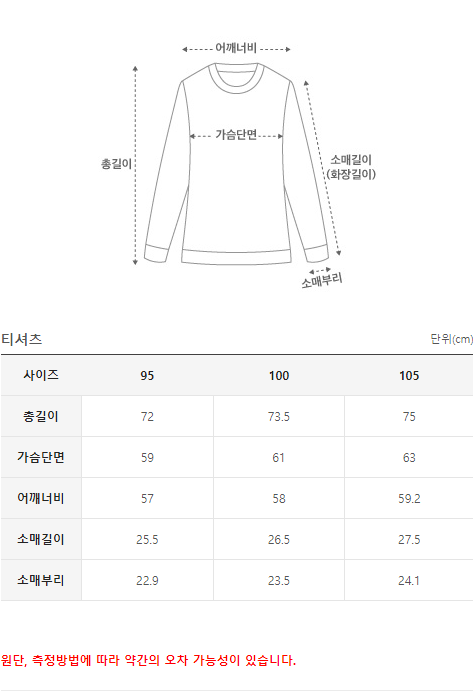 어깨너비
가슴단면
총길이
소매길이
(화장길이)
소매부리
티셔츠 단위(cm)
사이즈 95 100 105
총길이 72 73.5 75
가슴단면 59 61 63
어깨너비 57 58 59.2
소매길이 25.5 26.5 27.5
소매부리 22.9 23.5 24.1
원단, 측정방법에 따라 약간의 오차 가능성이 있습니다.